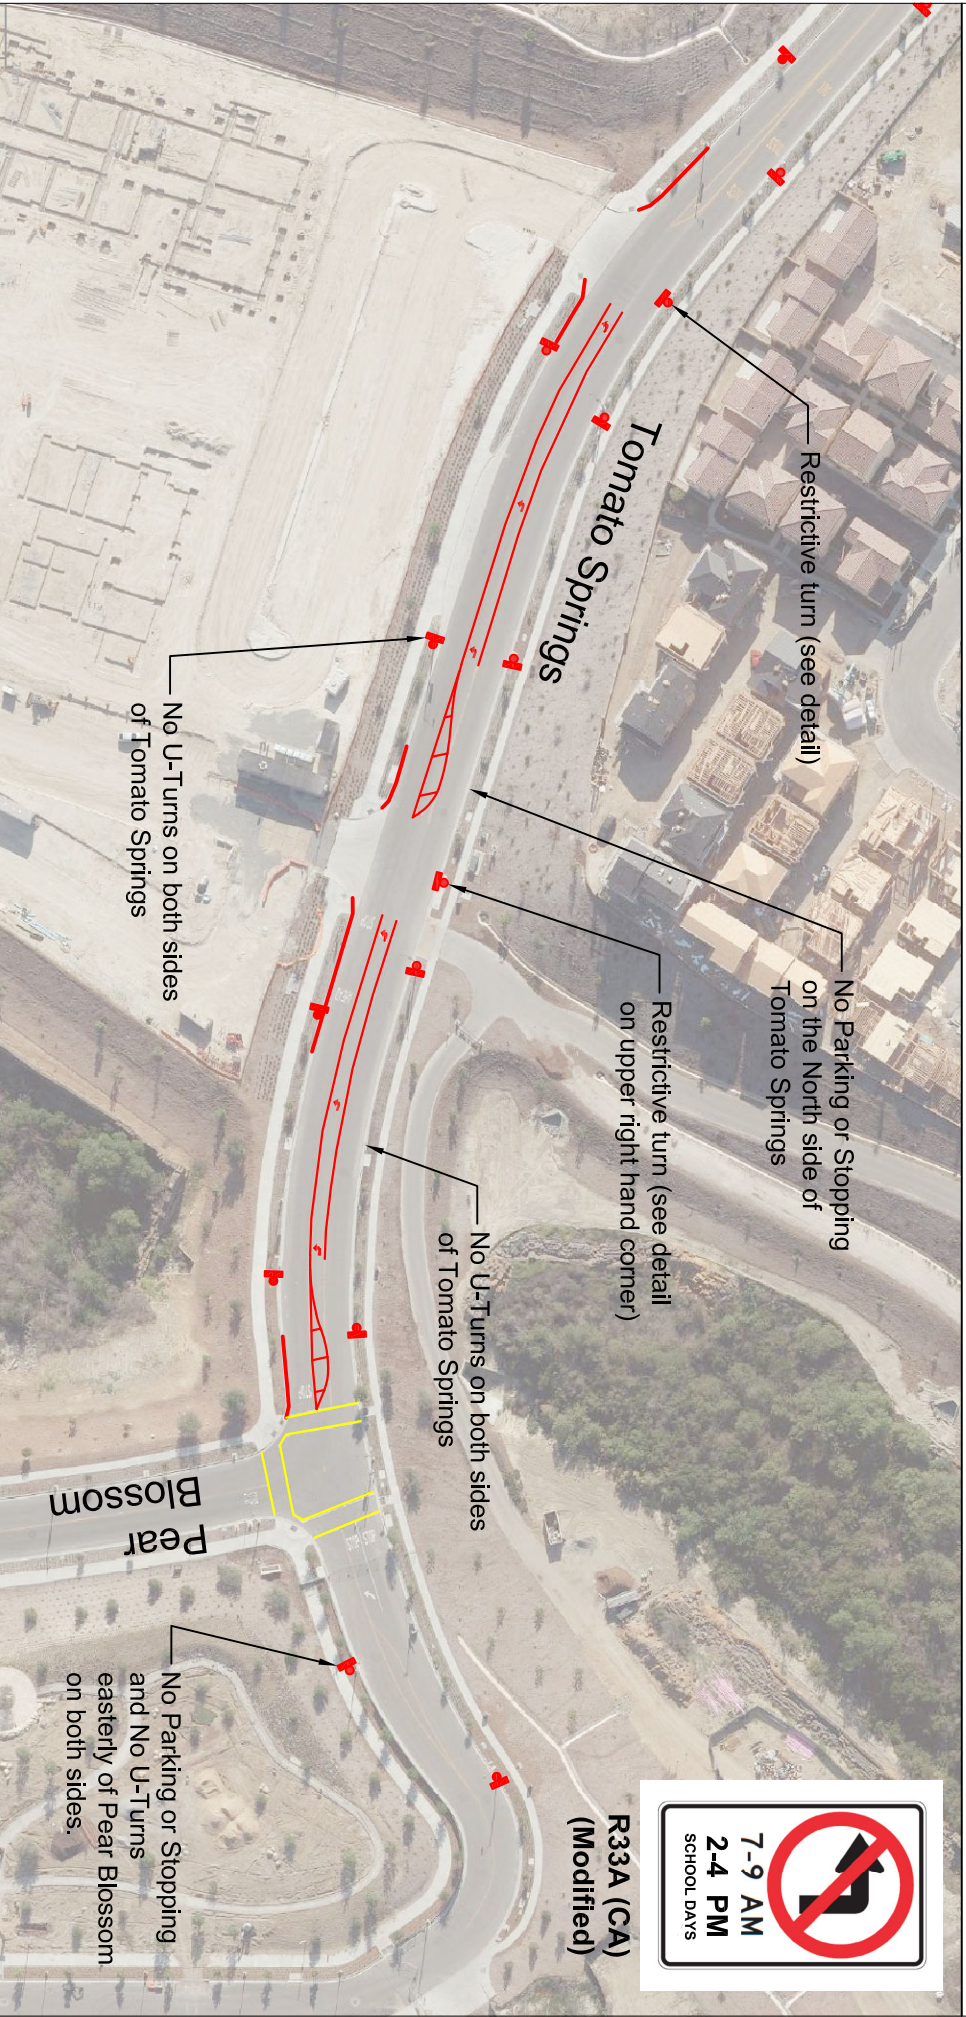 Restrictive turn (see detail)
Tomato Springs
No Parking or Stopping
on the North side of
Tomato Springs
Restrictive turn (see detail
on upper right hand corner)
No U-Turns on both sides
of Tomato Springs
No U-Turns on both sides
of Tomato Springs
Pear
Blossom
No Parking or Stopping
and No U-Turns
easterly of Pear Blossom
on both sides.
7-9 AM
2-4 PM
SCHOOL DAYS
R33A (CA)
(Modified)
STOP